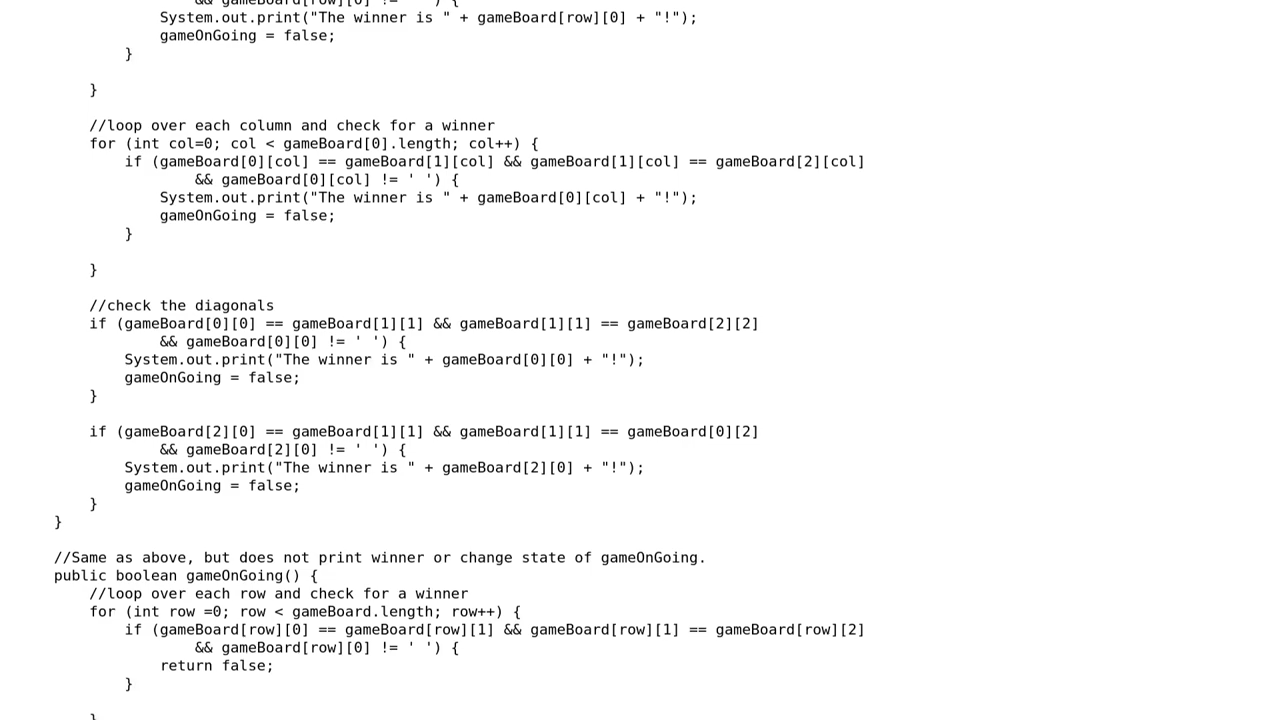 && gameBoard[row][0] != ' ') {
System.out.print("The winner is " + gameBoard[row][0] + "!");
gameOnGoing = false;
}
}
//loop over each column and check for a winner
for (int col=0; col < gameBoard[0].length; col++) {
if (gameBoard[0][col] == gameBoard[1][col] && gameBoard[1][col] == gameBoard[2][col]
&& gameBoard[0][col] != ' ') {
System.out.print("The winner is " + gameBoard[0][col] + "!");
gameOnGoing = false;
}
}
//check the diagonals
if (gameBoard[0][0] == gameBoard[1][1] && gameBoard[1][1] == gameBoard[2][2]
&& gameBoard[0][0] != ' ') {
System.out.print("The winner is " + gameBoard[0][0] + "!");
gameOnGoing = false;
}
if (gameBoard[2][0] == gameBoard[1][1] && gameBoard[1][1] == gameBoard[0][2]
&& gameBoard[2][0] != ' ') {
System.out.print("The winner is " + gameBoard[2][0] + "!");
gameOnGoing = false;
}
}
//Same as above, but does not print winner or change state of gameOnGoing.
public boolean gameOnGoing() {
//loop over each row and check for a winner
for (int row =0; row < gameBoard.length; row++) {
if (gameBoard[row][0] == gameBoard[row][1] && gameBoard[row][1] == gameBoard[row][2]
&& gameBoard[row][0] != ' ') {
return false;
}
}